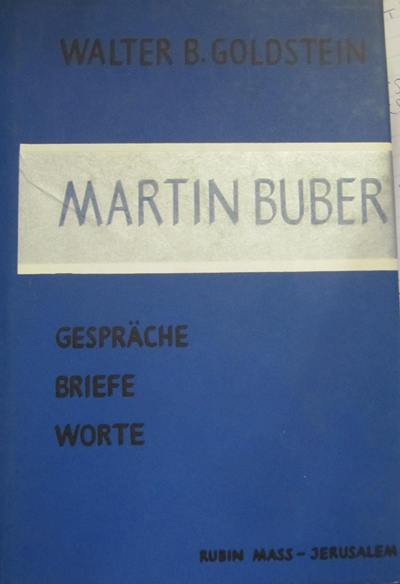 WALTER B. GOLDSTEIN
MARTIN BUBER
GESPRÄCHE
BRIEFE
WORTE
RUBIN MASS – JERUSALEM